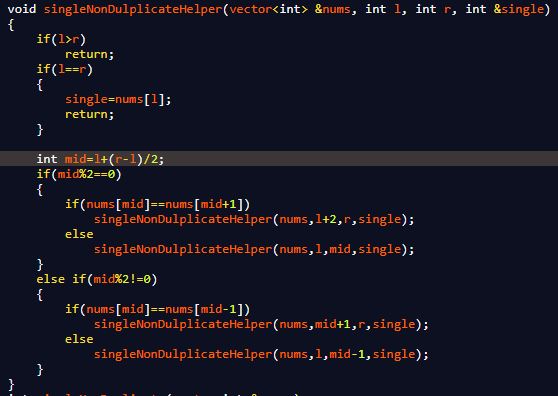 void singleNonDulplicateHelper(vector<int> &nums, int l, int r, int &single)
{
    if(l>r)
        return;
    if(l==r)
    {
        single=nums[l];
        return;
    }

    int mid=l+(r-l)/2;
    if(mid%2==0)
    {
        if(nums[mid]==nums[mid+1])
            singleNonDulplicateHelper(nums,l+2,r,single);
        else
            singleNonDulplicateHelper(nums,l,mid,single);
    }
    else if(mid%2!=0)
    {
        if(nums[mid]==nums[mid-1])
            singleNonDulplicateHelper(nums,mid+1,r,single);
        else
            singleNonDulplicateHelper(nums,l,mid-1,single);
    }
}